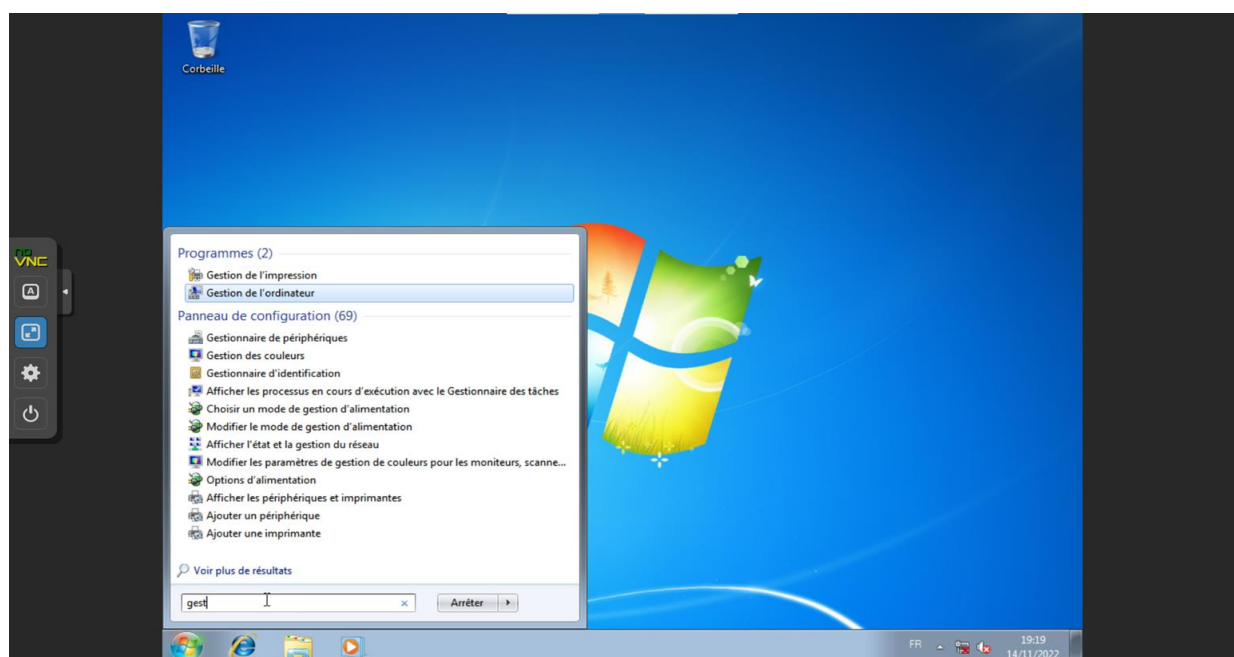 Corbeille
no
VNC
A
Programmes (2)
Gestion de l'impression
Gestion de l'ordinateur
Panneau de configuration (69)
Gestionnaire de périphériques
Gestion des couleurs
Gestionnaire d'identification
Afficher les processus en cours d'exécution avec le Gestionnaire des tâches
Choisir un mode de gestion d'alimentation
Modifier le mode de gestion d'alimentation
Afficher l'état et la gestion du réseau
Modifier les paramètres de gestion de couleurs pour les moniteurs, scanne...
Options d'alimentation
Afficher les périphériques et imprimantes
Ajouter un périphérique
Ajouter une imprimante
Voir plus de résultats
gest
Arrêter
FR
19:19
14/11/2022